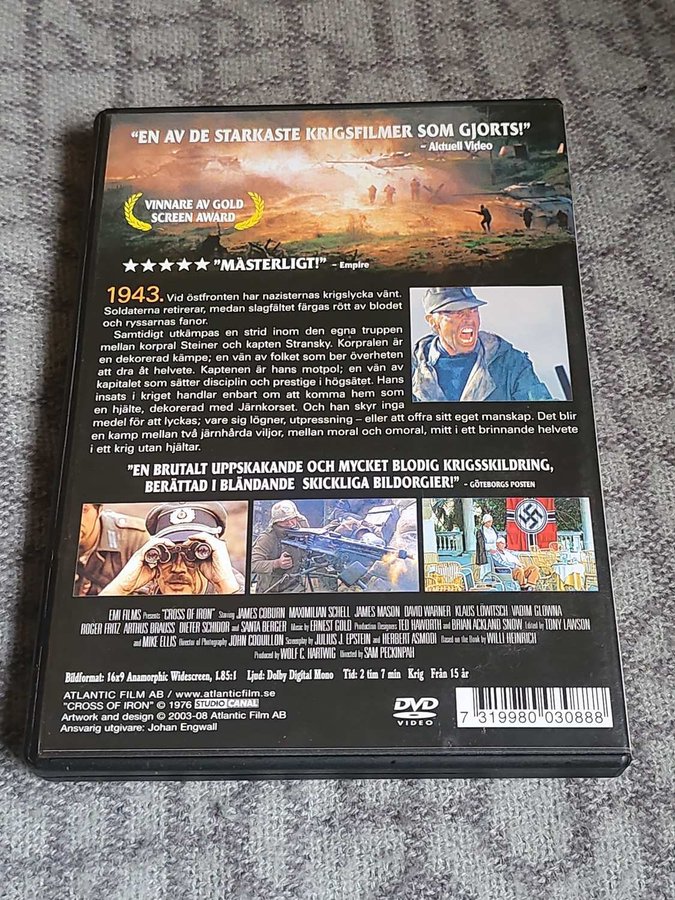 "EN AV DE STARKASTE KRIGSFILMER SOM GJORTS!"
– Aktuell Video
VINNARE AV GOLD
SCREEN AWARD
★★★★★ "MÄSTERLIGT!" – Empire
1943. Vid östfronten har nazisternas krigslycka vänt.
Soldaterna retirerar, medan slagfältet färgas rött av blodet
och ryssarnas fanor.
Samtidigt utkämpas en strid inom den egna truppen
mellan korpral Steiner och kapten Stransky. Korpralen är
en dekorerad kämpe; en vän av folket som ber överheten
att dra åt helvete. Kaptenen är hans motpol; en vän av
kapitalet som sätter disciplin och prestige i högsätet. Hans
insats i kriget handlar enbart om att komma hem som
en hjälte, dekorerad med Järnkorset. Och han skyr inga
medel för att lyckas; vare sig lögner, utpressning – eller att offra sitt eget manskap. Det blir
en kamp mellan två järnhårda viljor, mellan moral och omoral, mitt i ett brinnande helvete
i ett krig utan hjältar.
"EN BRUTALT UPPSKAKANDE OCH MYCKET BLODIG KRIGSSKILDRING,
BERÄTTAD I BLÄNDANDE SKICKLIGA BILDORGIER!" – GÖTEBORGS POSTEN
EMI FILMS Presents "CROSS OF IRON" Starring JAMES COBURN MAXIMILIAN SCHELL JAMES MASON DAVID WARNER KLAUS LÖWITSCH VADIM GLOWNA
ROGER FRITZ ARTHUR BRAUSS DIETER SCHIDOR and SANTA BERGER Music by ERNEST GOLD Production Designers TED HAWORTH and BRIAN ACKLAND SNOW Edited by TONY LAWSON
and MIKE ELLIS Director of Photography JOHN COQUILLON Screenplay by JULIUS J. EPSTEIN and HERBERT ASMODI Based on the Book by WILLI HEINRICH
Produced by WOLF C. HARTWIG Directed by SAM PECKINPAH
Bildformat: 16x9 Anamorphic Widescreen, 1.85:1 Ljud: Dolby Digital Mono Tid: 2 tim 7 min Krig Från 15 år
ATLANTIC FILM AB / www.atlanticfilm.se
"CROSS OF IRON" © 1976 STUDIO CANAL
Artwork and design © 2003-08 Atlantic Film AB
Ansvarig utgivare: Johan Engwall
DVD
VIDEO
7 319980 030888